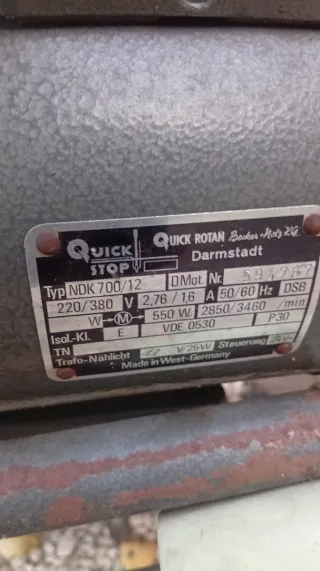 QUICK STOP
QUICK ROTAN Becker + Notz KG
Darmstadt
Typ NDK 700/12 D Mot. Nr.
220/380 V 2,76 / 1,6 A 50/60 Hz DSB
W → M → 550 W 2850/3460 /min
Isol.-Kl. E VDE 0530 P30
TN
Trafo-Nählicht V-25W Steuerung
Made in West-Germany